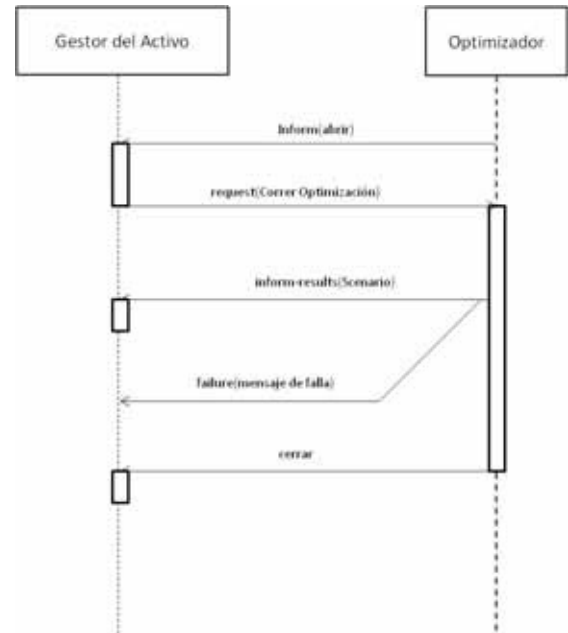 Gestor del Activo
Optimizador
Inform(abrir)
request(Correr Optimización)
inform-results(Scenario)
failure(mensaje de falla)
cerrar